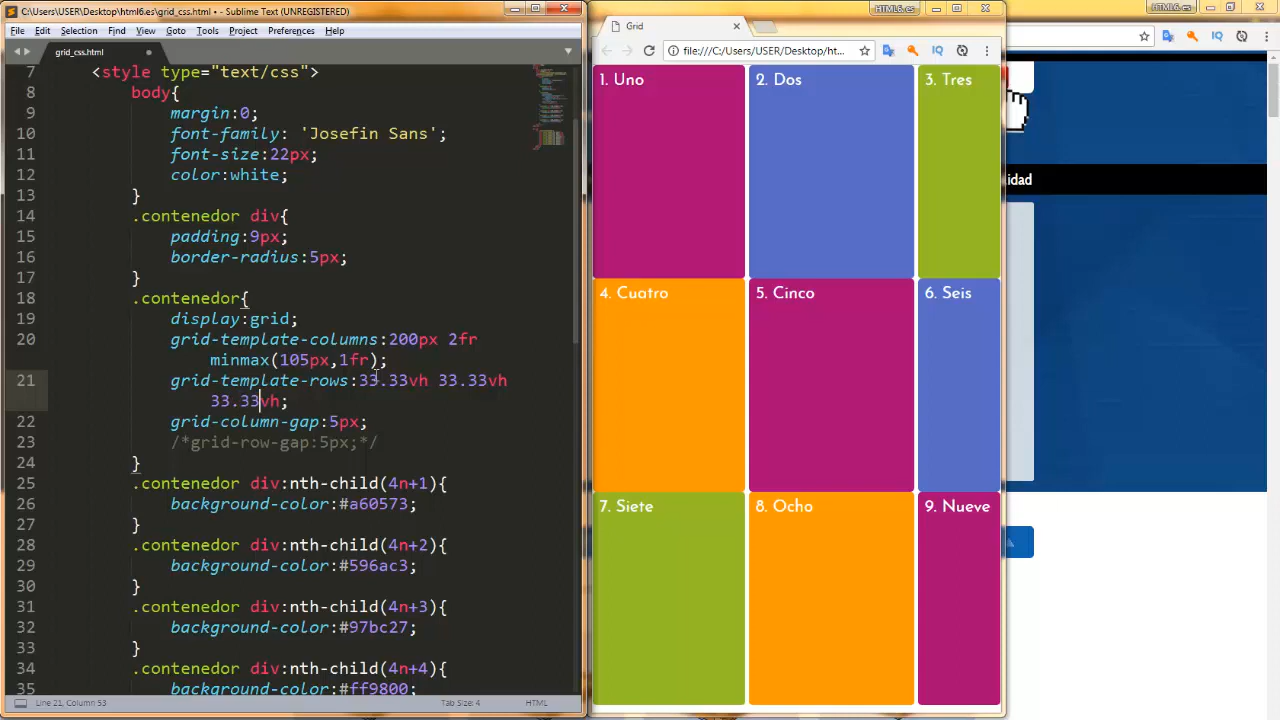 C:\Users\USER\Desktop\html6.es\grid_css.html • - Sublime Text (UNREGISTERED)
File Edit Selection Find View Goto Tools Project Preferences Help
grid_css.html
7 <style type="text/css">
8 body{
9 margin:0;
10 font-family: 'Josefin Sans';
11 font-size:22px;
12 color:white;
13 }
14 .contenedor div{
15 padding:9px;
16 border-radius:5px;
17 }
18 .contenedor{
19 display:grid;
20 grid-template-columns:200px 2fr
minmax(105px,1fr);
21 grid-template-rows:33.33vh 33.33vh
33.33vh;
22 grid-column-gap:5px;
23 /*grid-row-gap:5px;*/
24 }
25 .contenedor div:nth-child(4n+1){
26 background-color:#a60573;
27 }
28 .contenedor div:nth-child(4n+2){
29 background-color:#596ac3;
30 }
31 .contenedor div:nth-child(4n+3){
32 background-color:#97bc27;
33 }
34 .contenedor div:nth-child(4n+4){
35 background-color:#ff9800;
Line 21, Column 53
Tab Size: 4
HTML
HTML6.es
Grid
file:///C:/Users/USER/Desktop/ht...
IQ
1. Uno
2. Dos
3. Tres
4. Cuatro
5. Cinco
6. Seis
7. Siete
8. Ocho
9. Nueve
HTML6.es
IQ
idad